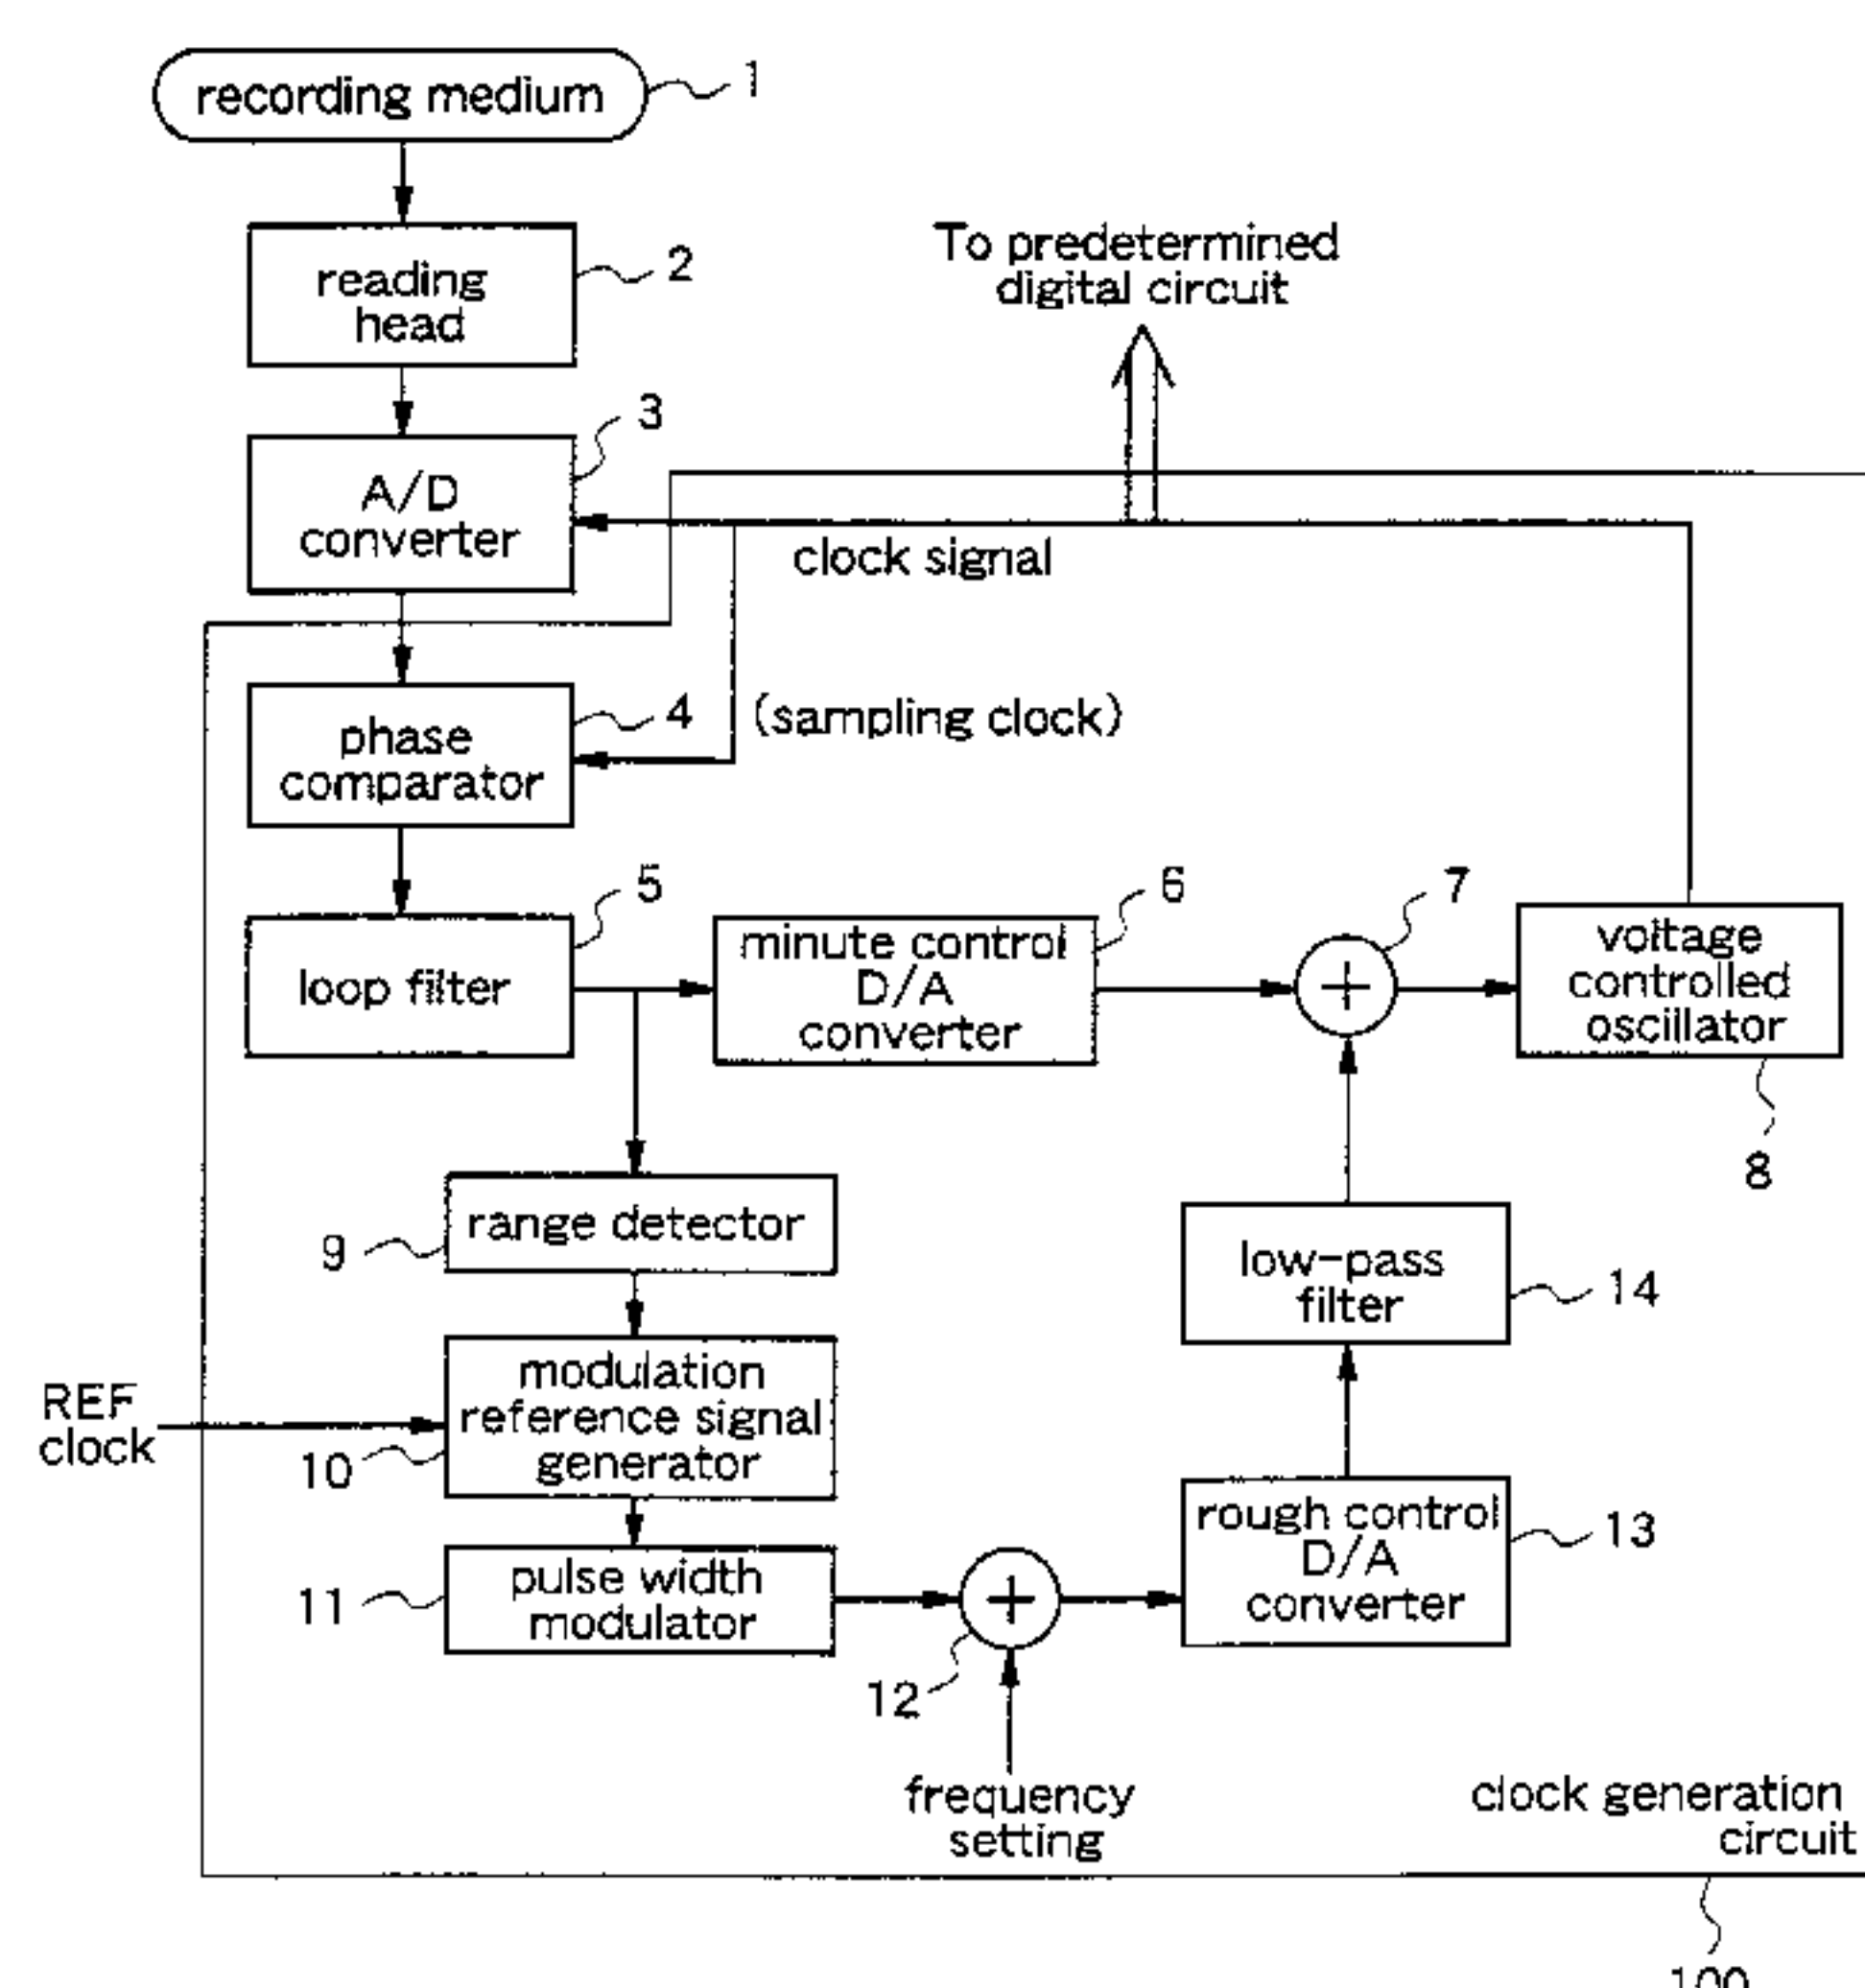 recording medium
1
reading
head
2
To predetermined
digital circuit
A/D
converter
3
clock signal
phase
comparator
4
(sampling clock)
loop filter
5
minute control
D/A
converter
6
7
voltage
controlled
oscillator
8
range detector
9
low-pass
filter
14
REF
clock
modulation
reference signal
generator
10
rough control
D/A
converter
13
pulse width
modulator
11
12
frequency
setting
clock generation
circuit
100